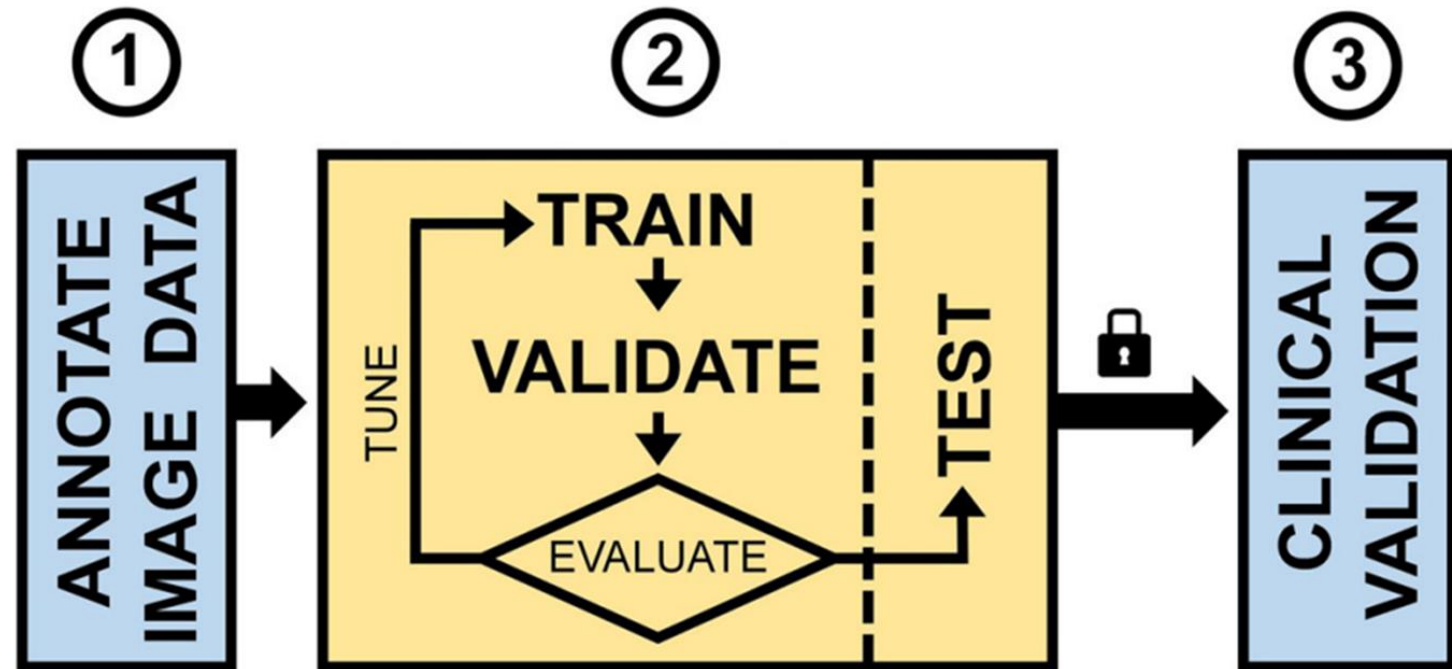 1
2
3
ANNOTATE
IMAGE DATA
TRAIN
VALIDATE
TUNE
EVALUATE
TEST
CLINICAL
VALIDATION